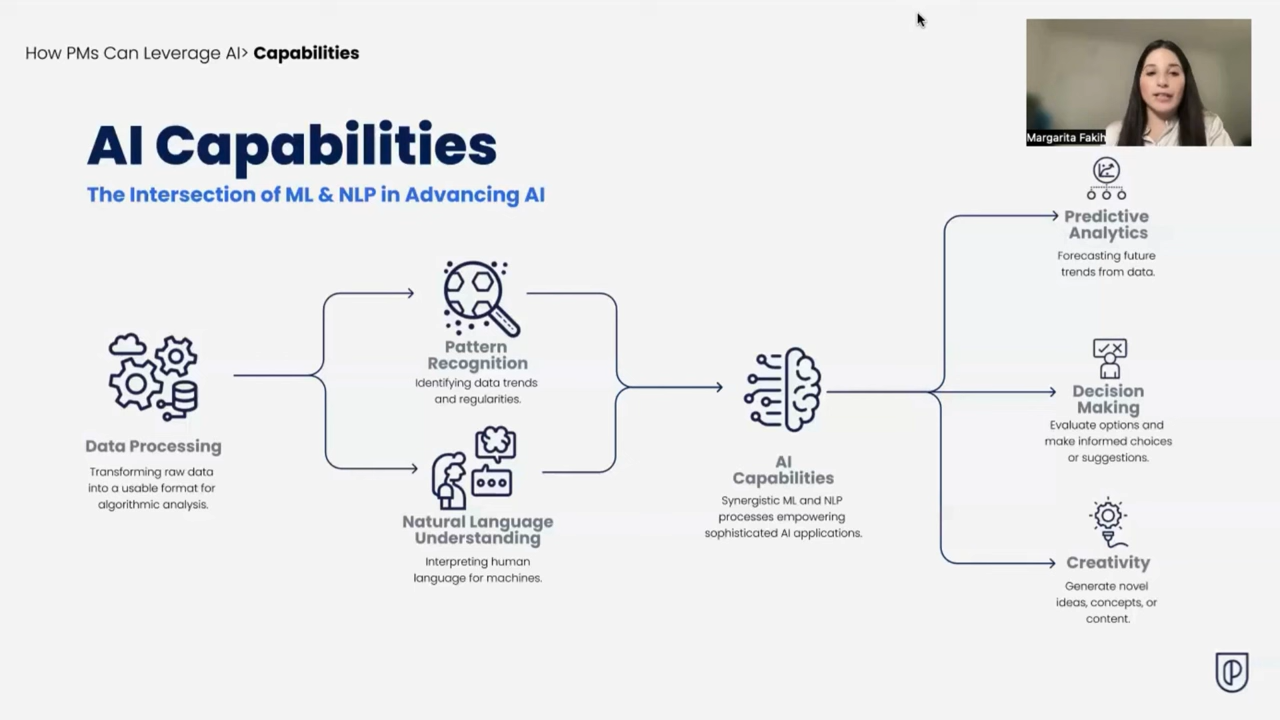 How PMs Can Leverage AI> Capabilities
Margarita Fakih
AI Capabilities
The Intersection of ML & NLP in Advancing AI
Data Processing
Transforming raw data
into a usable format for
algorithmic analysis.
Pattern
Recognition
Identifying data trends
and regularities.
Natural Language
Understanding
Interpreting human
language for machines.
AI
Capabilities
Synergistic ML and NLP
processes empowering
sophisticated AI applications.
Predictive
Analytics
Forecasting future
trends from data.
Decision
Making
Evaluate options and
make informed choices
or suggestions.
Creativity
Generate novel
ideas, concepts, or
content.